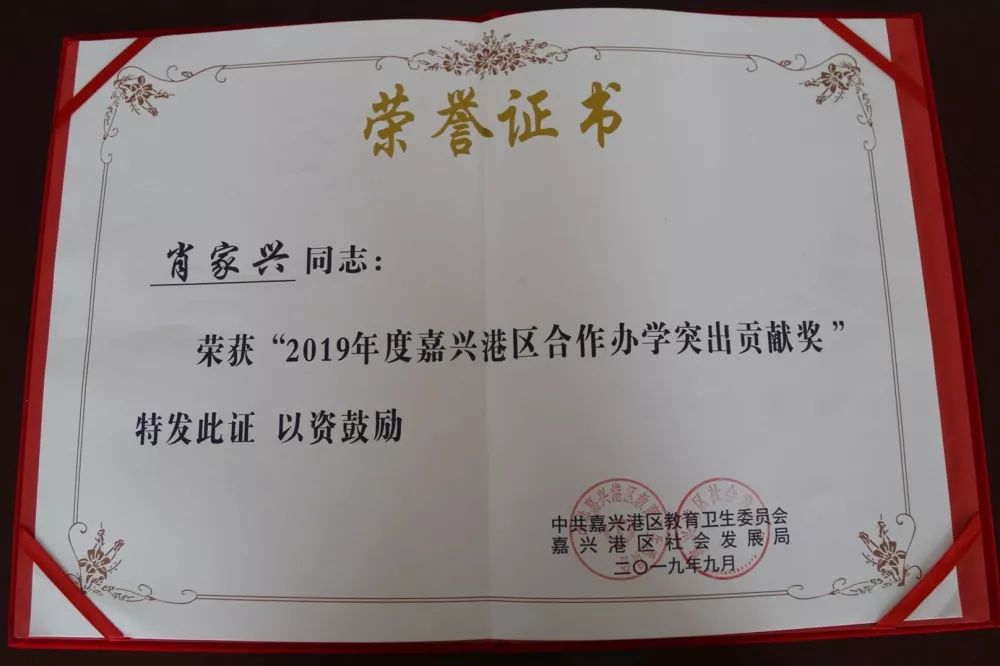 荣誉证书
肖家兴同志：
荣获“2019年度嘉兴港区合作办学突出贡献奖”
特发此证 以资鼓励
中共嘉兴港区教育卫生委员会
嘉兴港区社会发展局
二〇一九年九月